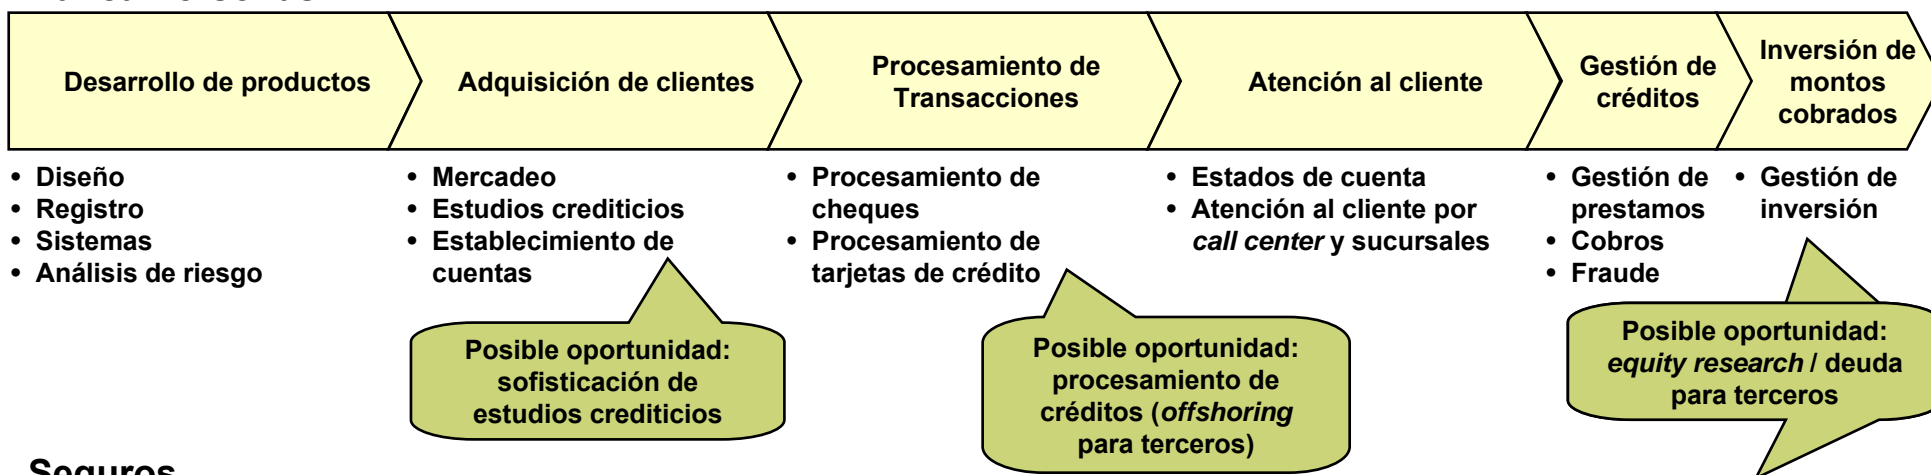 Desarrollo de productos
Adquisición de clientes
Procesamiento de
Transacciones
Atención al cliente
Gestión de
créditos
Inversión de
montos
cobrados
• Diseño
• Registro
• Sistemas
• Análisis de riesgo
• Mercadeo
• Estudios crediticios
• Establecimiento de
cuentas
• Procesamiento de
cheques
• Procesamiento de
tarjetas de crédito
• Estados de cuenta
• Atención al cliente por
call center y sucursales
• Gestión de
prestamos
• Cobros
• Fraude
• Gestión de
inversión
Posible oportunidad:
sofisticación de
estudios crediticios
Posible oportunidad:
procesamiento de
créditos (offshoring
para terceros)
Posible oportunidad:
equity research / deuda
para terceros
Seguros